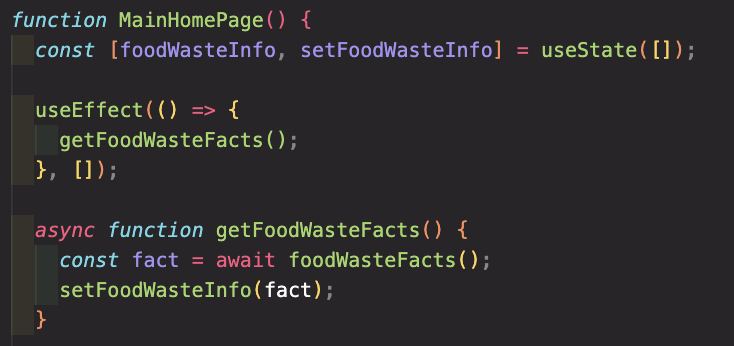 function MainHomePage() {
  const [foodWasteInfo, setFoodWasteInfo] = useState([]);

  useEffect(() => {
    getFoodWasteFacts();
  }, []);

  async function getFoodWasteFacts() {
    const fact = await foodWasteFacts();
    setFoodWasteInfo(fact);
  }